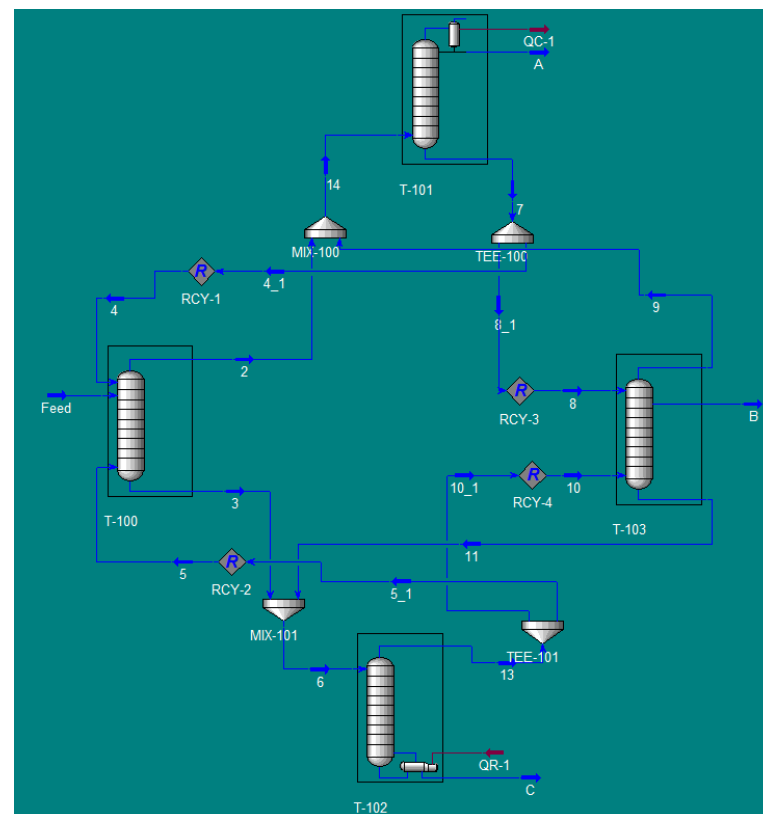 QC-1
A
T-101
14
7
MIX-100
TEE-100
R
RCY-1
4_1
4
9
8_1
2
Feed
R
RCY-3
8
B
10_1
R
RCY-4
10
3
T-100
T-103
11
5
R
RCY-2
5_1
MIX-101
TEE-101
6
13
QR-1
C
T-102